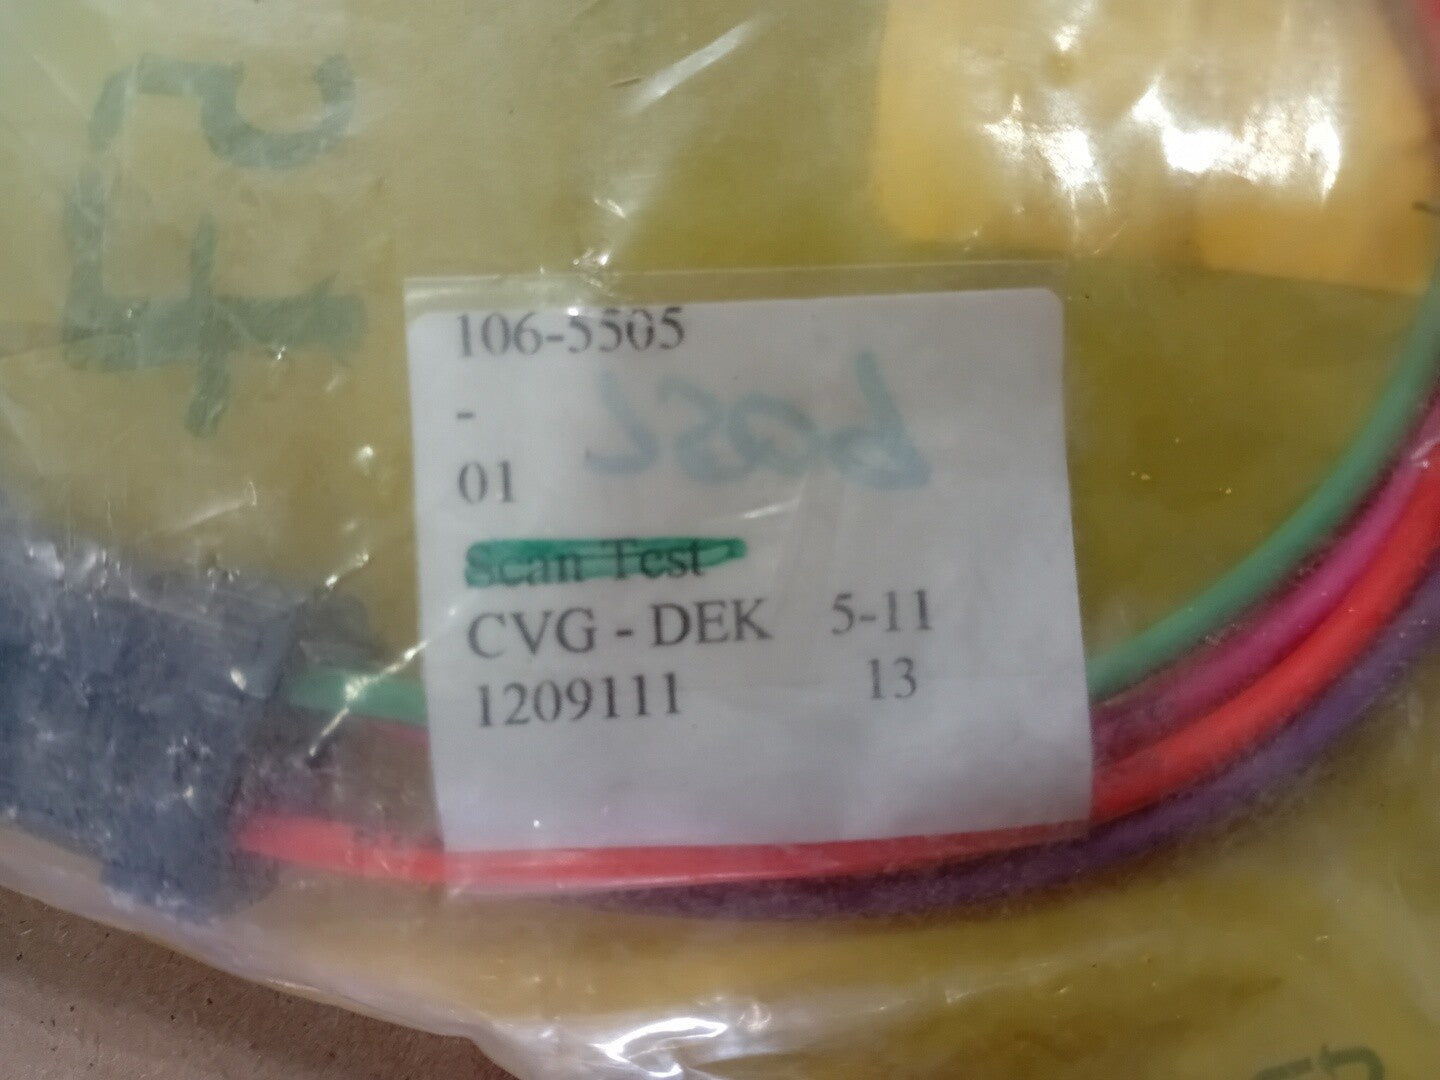 106-5505
-
01
Scan Test
CVG - DEK 5-11
1209111 13